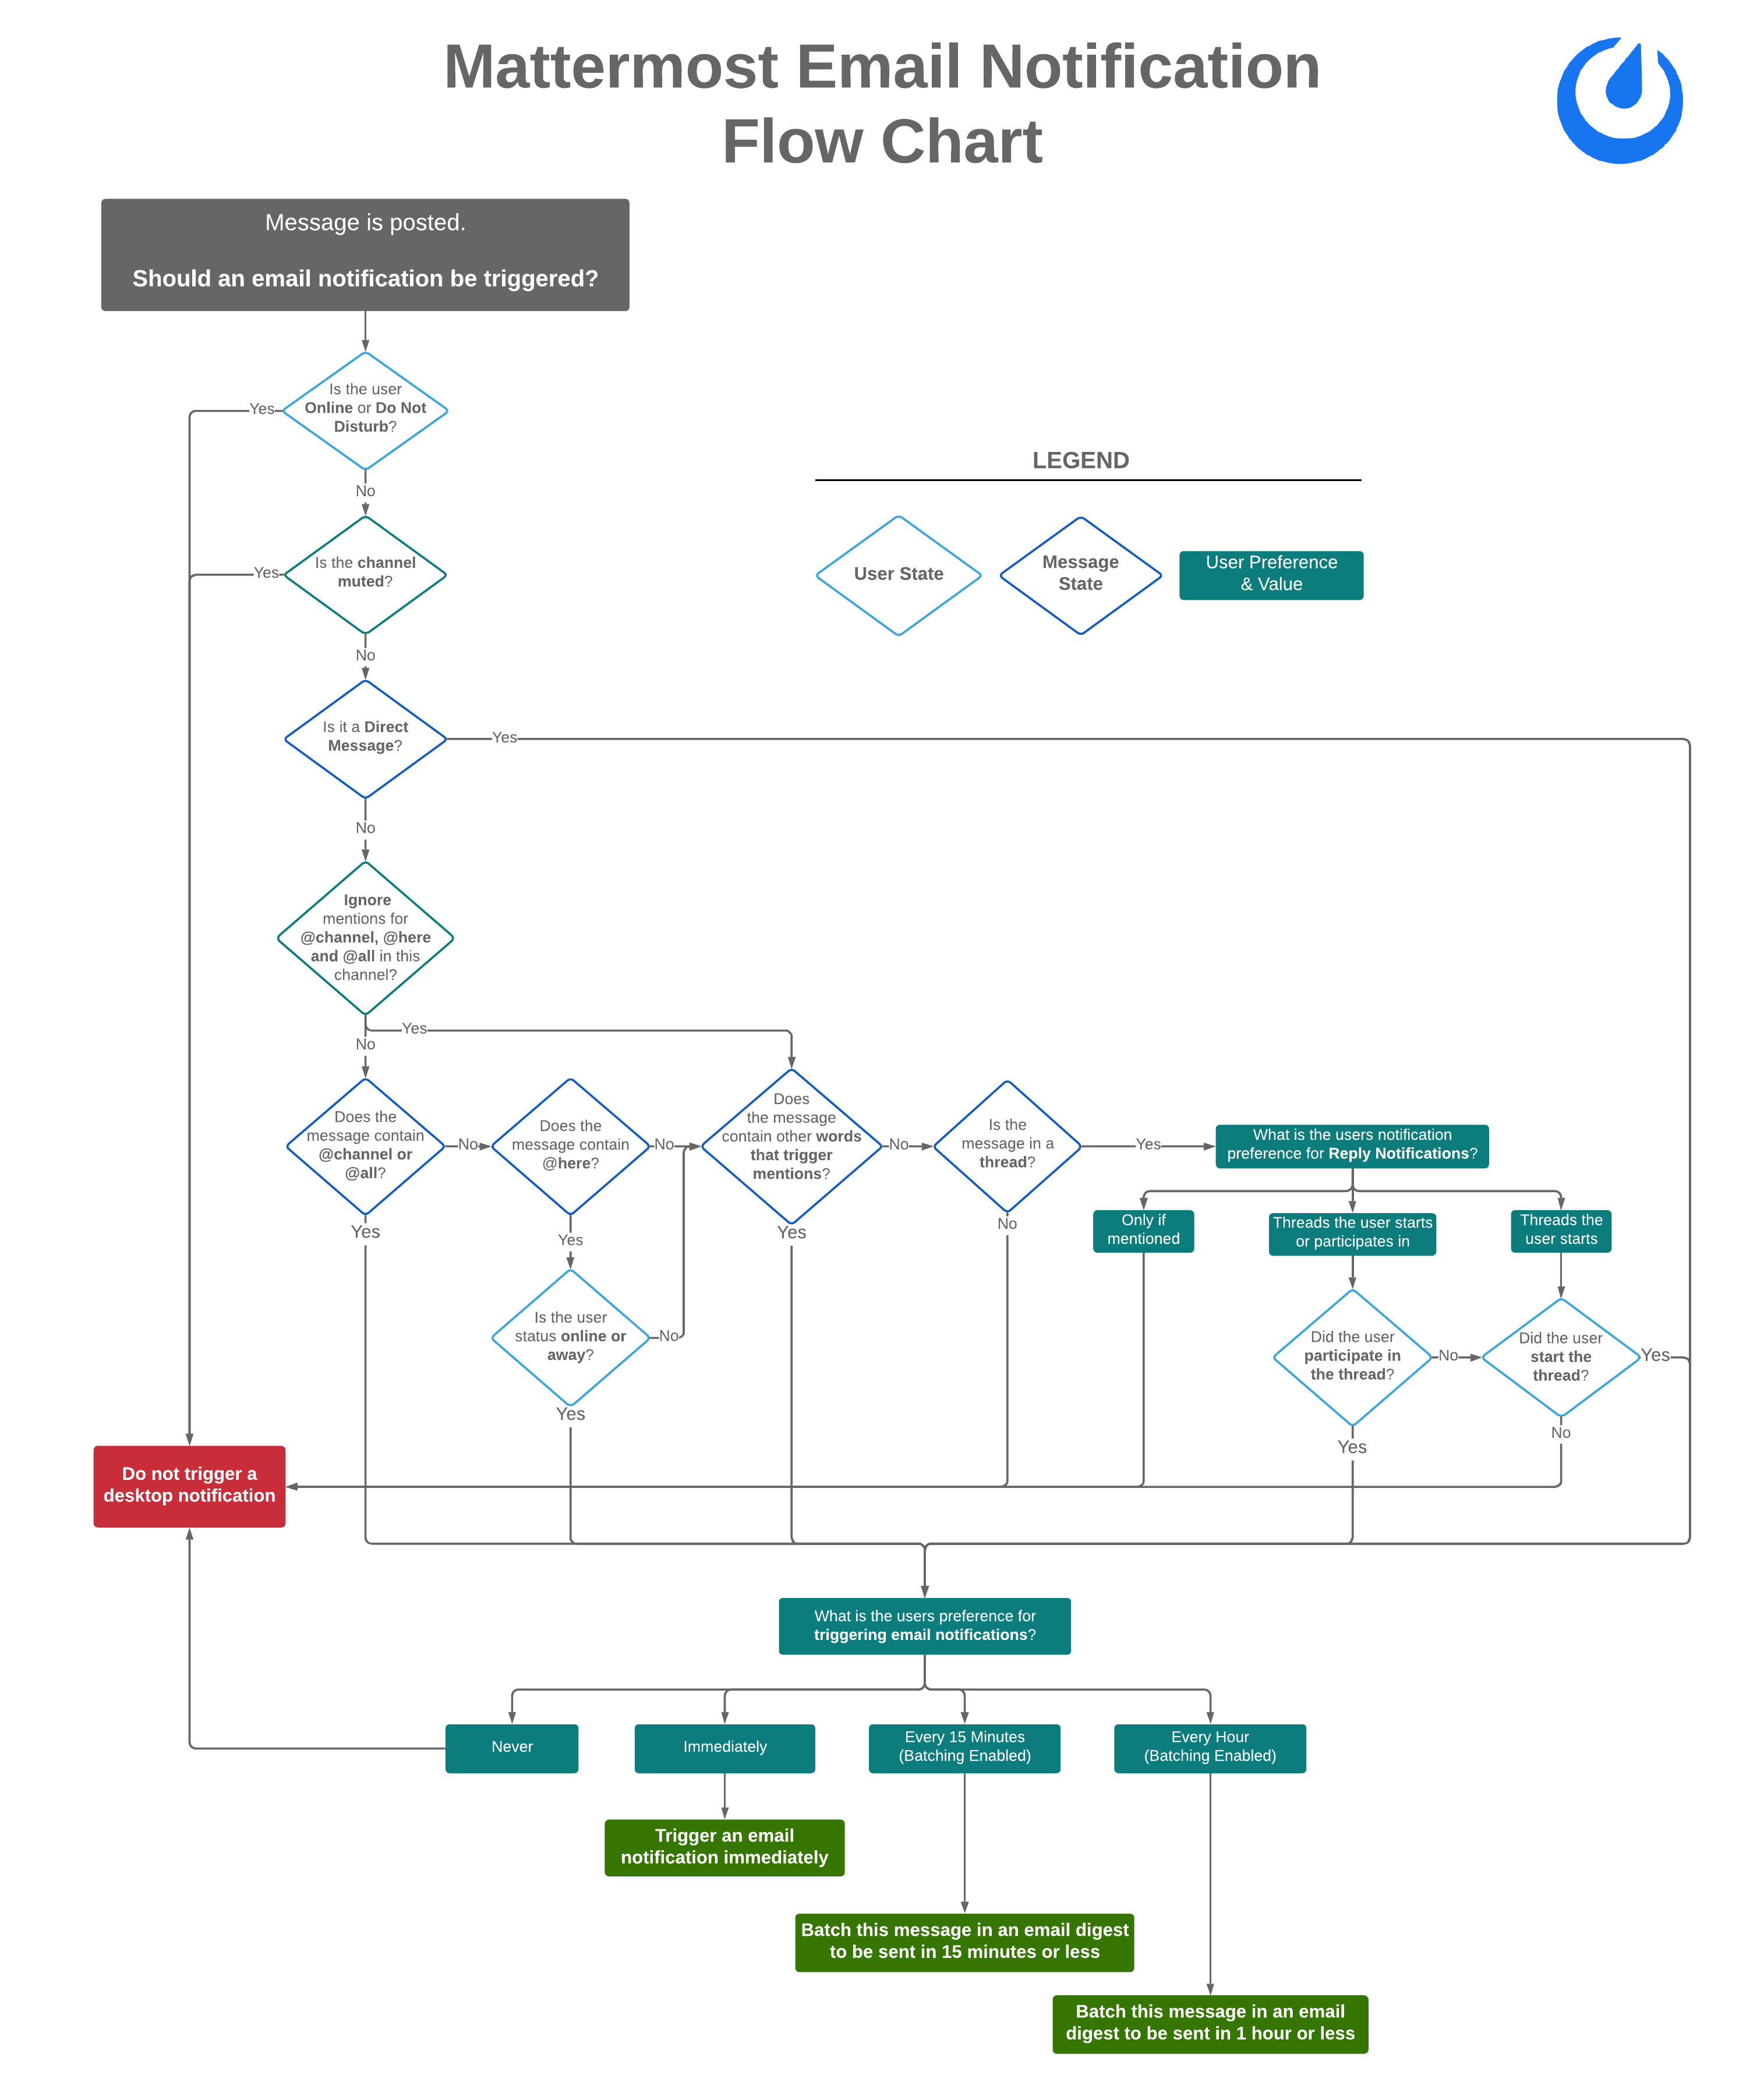 Mattermost Email Notification
Flow Chart
Message is posted.
Should an email notification be triggered?
Is the user
Online or Do Not
Disturb?
Yes
No
LEGEND
User State
Message
State
User Preference
& Value
Is the channel
muted?
Yes
No
Is it a Direct
Message?
Yes
No
Ignore
mentions for
@channel, @here
and @all in this
channel?
Yes
No
Does the
message contain
@channel or
@all?
No
Yes
Does the
message contain
@here?
No
Yes
Is the user
status online or
away?
No
Yes
Does
the message
contain other words
that trigger
mentions?
No
Yes
Is the
message in a
thread?
Yes
No
What is the users notification
preference for Reply Notifications?
Only if
mentioned
Threads the user starts
or participates in
Threads the
user starts
Did the user
participate in
the thread?
No
Yes
Did the user
start the
thread?
Yes
No
Do not trigger a
desktop notification
What is the users preference for
triggering email notifications?
Never
Immediately
Every 15 Minutes
(Batching Enabled)
Every Hour
(Batching Enabled)
Trigger an email
notification immediately
Batch this message in an email digest
to be sent in 15 minutes or less
Batch this message in an email
digest to be sent in 1 hour or less